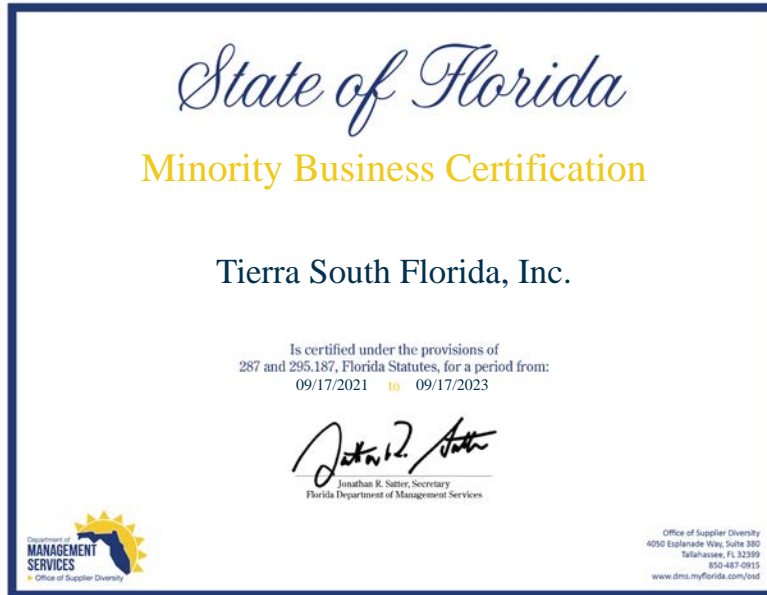 State of Florida
Minority Business Certification
Tierra South Florida, Inc.
Is certified under the provisions of
287 and 295.187, Florida Statutes, for a period from:
09/17/2021 to 09/17/2023
Jonathan R. Satter, Secretary
Florida Department of Management Services
Department of
MANAGEMENT
SERVICES
Office of Supplier Diversity
Office of Supplier Diversity
4050 Esplanade Way, Suite 380
Tallahassee, FL 32399
850-487-0915
www.dms.myflorida.com/osd